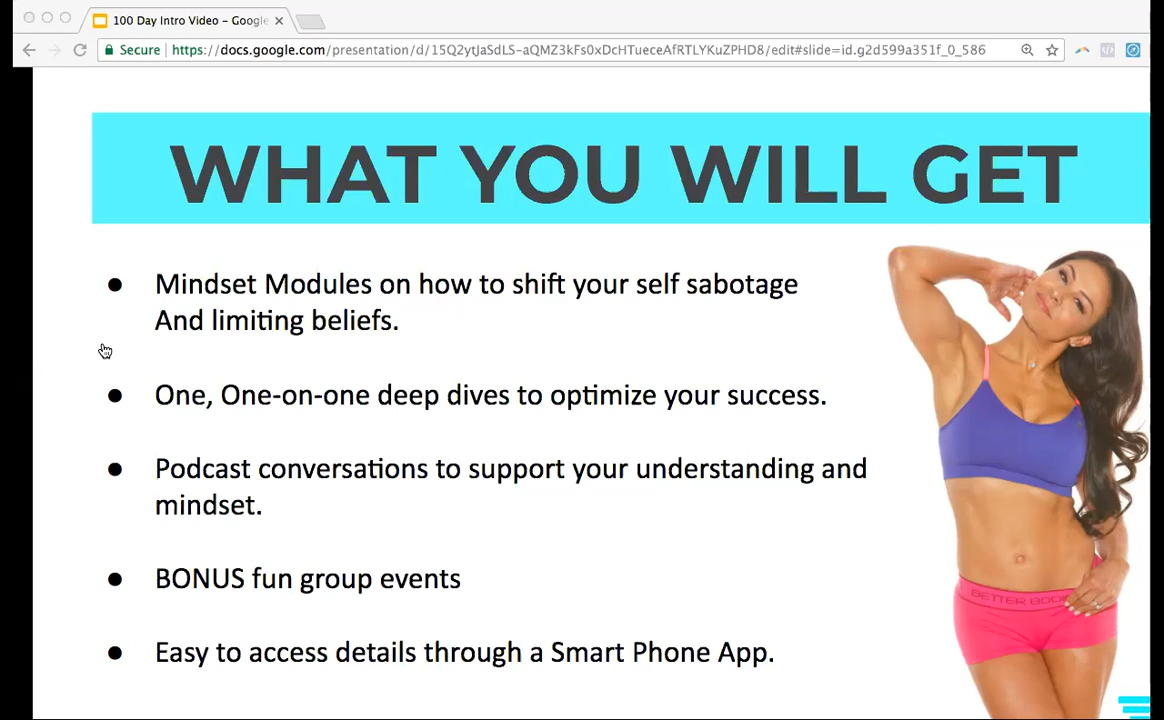 100 Day Intro Video – Google
Secure https://docs.google.com/presentation/d/15Q2ytJaSdLS-aQMZ3kFs0xDcHTueceAfRTLYKuZPHD8/edit#slide=id.g2d599a351f_0_586
WHAT YOU WILL GET
● Mindset Modules on how to shift your self sabotage
And limiting beliefs.
● One, One-on-one deep dives to optimize your success.
● Podcast conversations to support your understanding and
mindset.
● BONUS fun group events
● Easy to access details through a Smart Phone App.
BETTER BODI